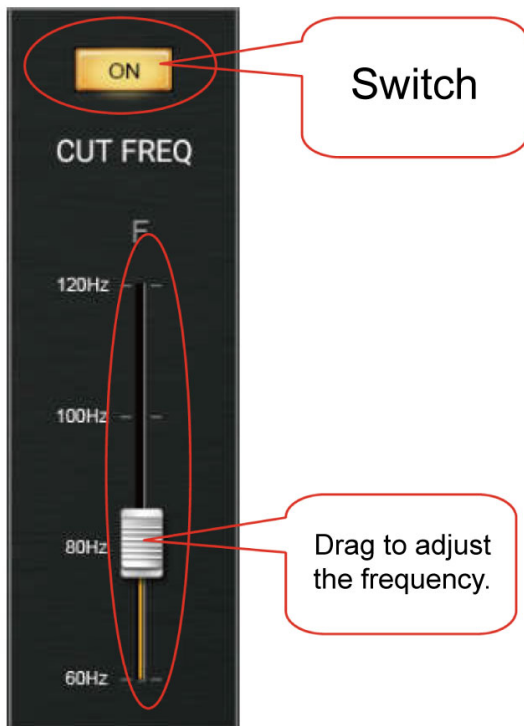 ON
Switch
CUT FREQ
F
120Hz
100Hz
80Hz
Drag to adjust
the frequency.
60Hz